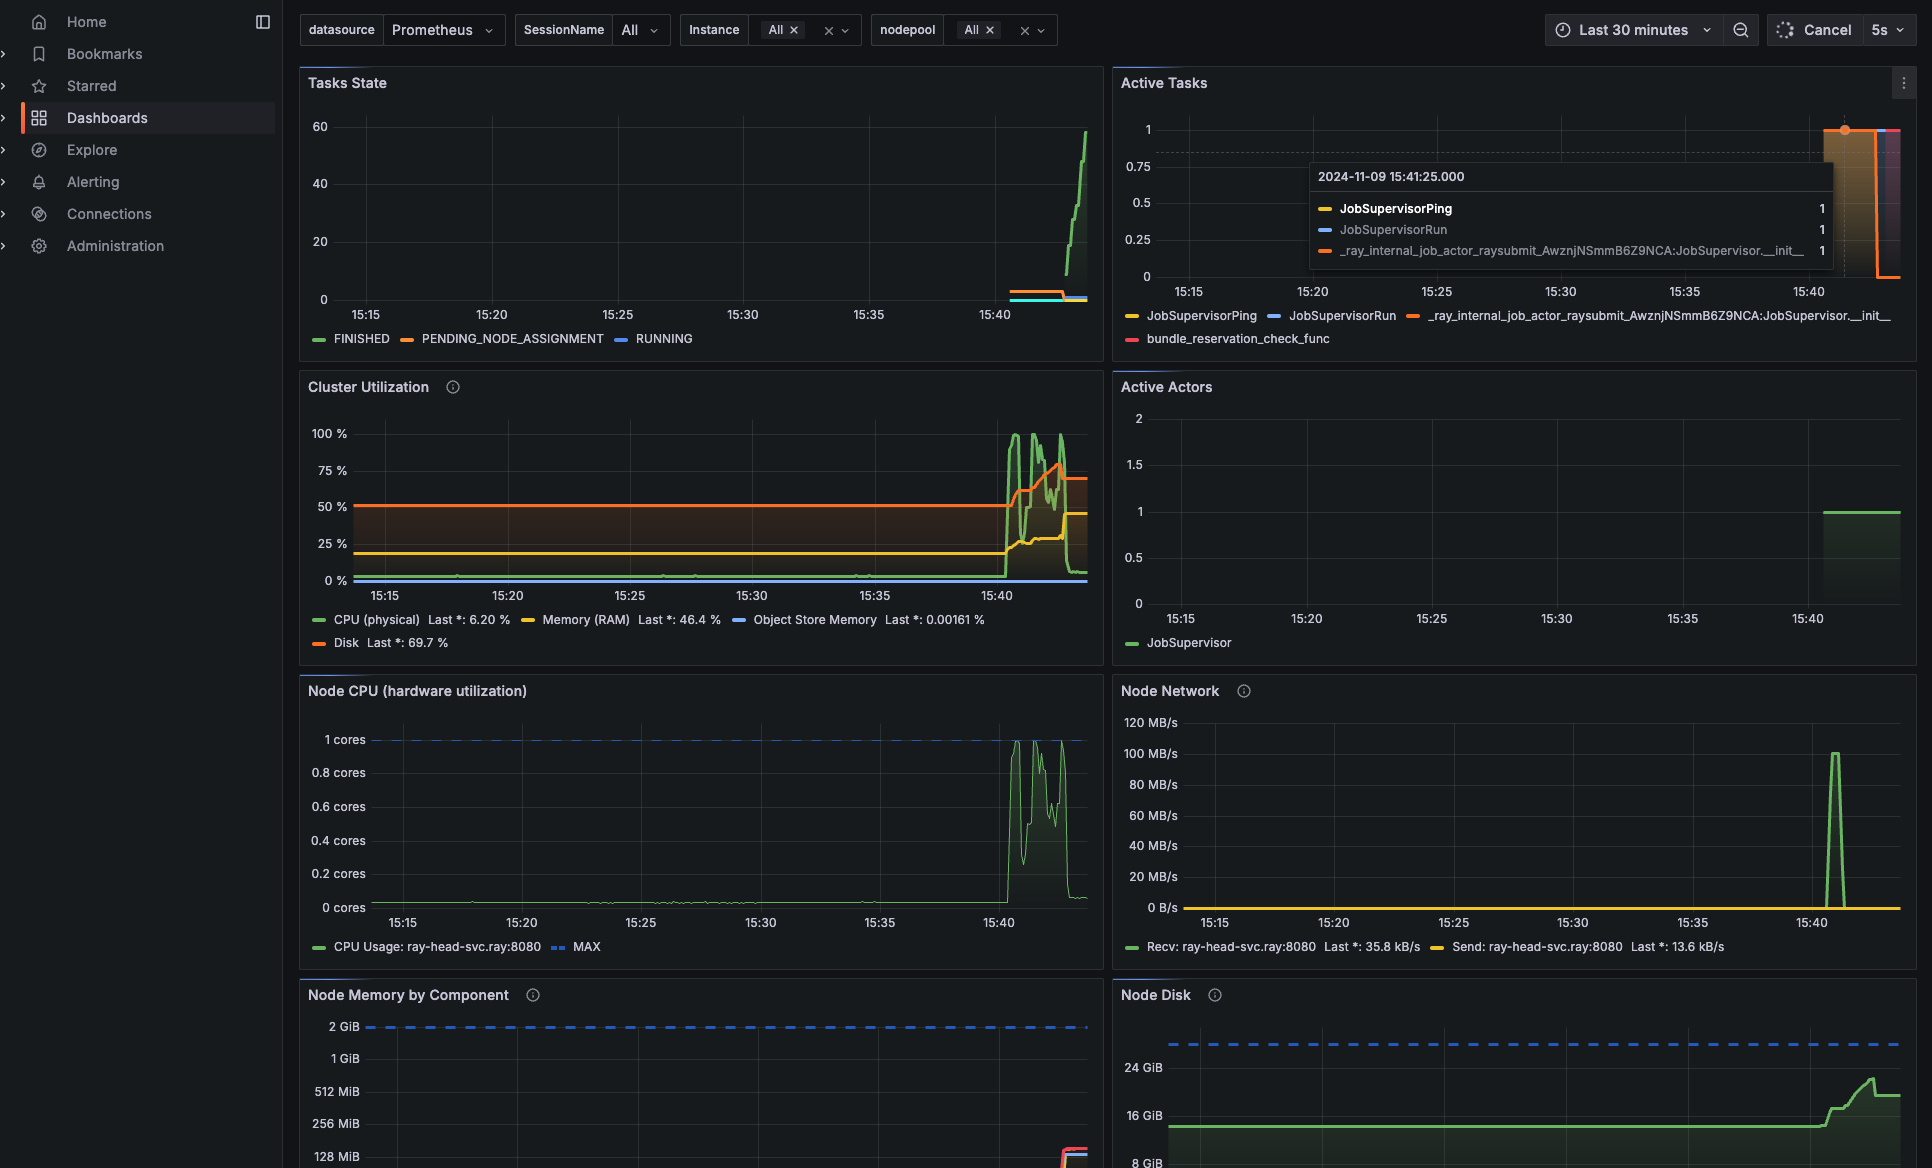 Home
Bookmarks
Starred
Dashboards
Explore
Alerting
Connections
Administration
datasource Prometheus SessionName All Instance All nodepool All Last 30 minutes Cancel 5s
Tasks State
60
40
20
0
15:15 15:20 15:25 15:30 15:35 15:40
FINISHED PENDING_NODE_ASSIGNMENT RUNNING
Active Tasks
1
0.75
0.5
0.25
0
2024-11-09 15:41:25.000
JobSupervisorPing 1
JobSupervisorRun 1
_ray_internal_job_actor_raysubmit_AwznjNSmmB6Z9NCA:JobSupervisor.__init__ 1
15:15 15:20 15:25 15:30 15:35 15:40
JobSupervisorPing JobSupervisorRun _ray_internal_job_actor_raysubmit_AwznjNSmmB6Z9NCA:JobSupervisor.__init__
bundle_reservation_check_func
Cluster Utilization
100 %
75 %
50 %
25 %
0 %
15:15 15:20 15:25 15:30 15:35 15:40
CPU (physical) Last *: 6.20 % Memory (RAM) Last *: 46.4 % Object Store Memory Last *: 0.00161 %
Disk Last *: 69.7 %
Active Actors
2
1.5
1
0.5
0
15:15 15:20 15:25 15:30 15:35 15:40
JobSupervisor
Node CPU (hardware utilization)
1 cores
0.8 cores
0.6 cores
0.4 cores
0.2 cores
0 cores
15:15 15:20 15:25 15:30 15:35 15:40
CPU Usage: ray-head-svc.ray:8080 MAX
Node Network
120 MB/s
100 MB/s
80 MB/s
60 MB/s
40 MB/s
20 MB/s
0 B/s
15:15 15:20 15:25 15:30 15:35 15:40
Recv: ray-head-svc.ray:8080 Last *: 35.8 kB/s Send: ray-head-svc.ray:8080 Last *: 13.6 kB/s
Node Memory by Component
2 GiB
1 GiB
512 MiB
256 MiB
128 MiB
Node Disk
24 GiB
16 GiB
8 GiB